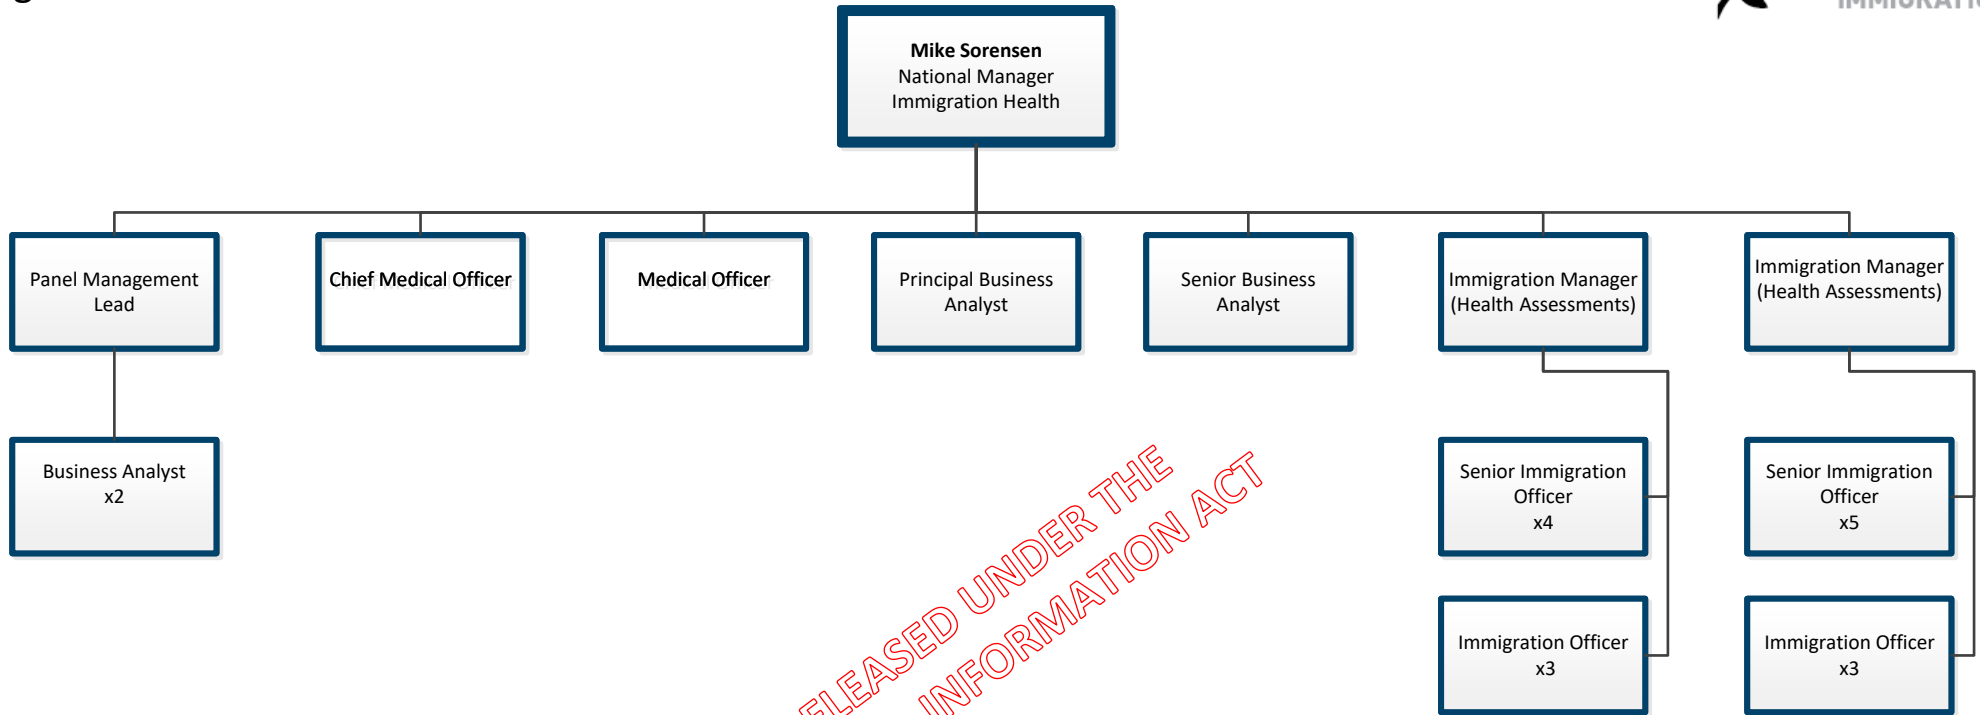 Mike Sorensen
National Manager
Immigration Health
Panel Management
Lead
Chief Medical Officer
Medical Officer
Principal Business
Analyst
Senior Business
Analyst
Immigration Manager
(Health Assessments)
Immigration Manager
(Health Assessments)
Business Analyst
x2
Senior Immigration
Officer
x4
Senior Immigration
Officer
x5
Immigration Officer
x3
Immigration Officer
x3
ELEASED UNDER THE
INFORMATION ACT